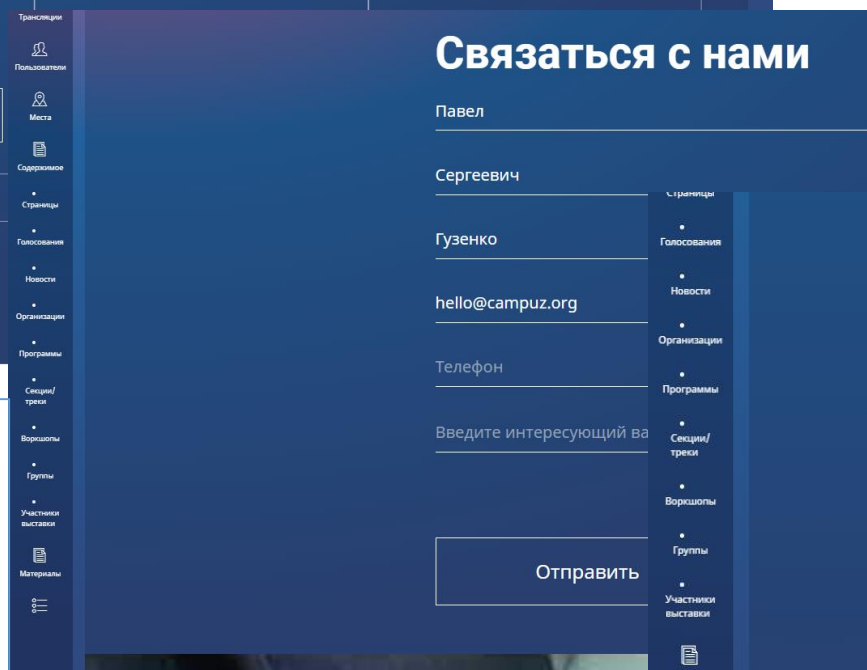 Трансляции
Пользователи
Места
Содержимое
Страницы
Голосования
Новости
Организации
Программы
Секции/
треки
Воркшопы
Группы
Участники
выставки
Материалы
Связаться с нами
Павел
Сергеевич
Гузенко
hello@campuz.org
Телефон
Введите интересующий ва
Отправить
Страницы
Голосования
Новости
Организации
Программы
Секции/
треки
Воркшопы
Группы
Участники
выставки